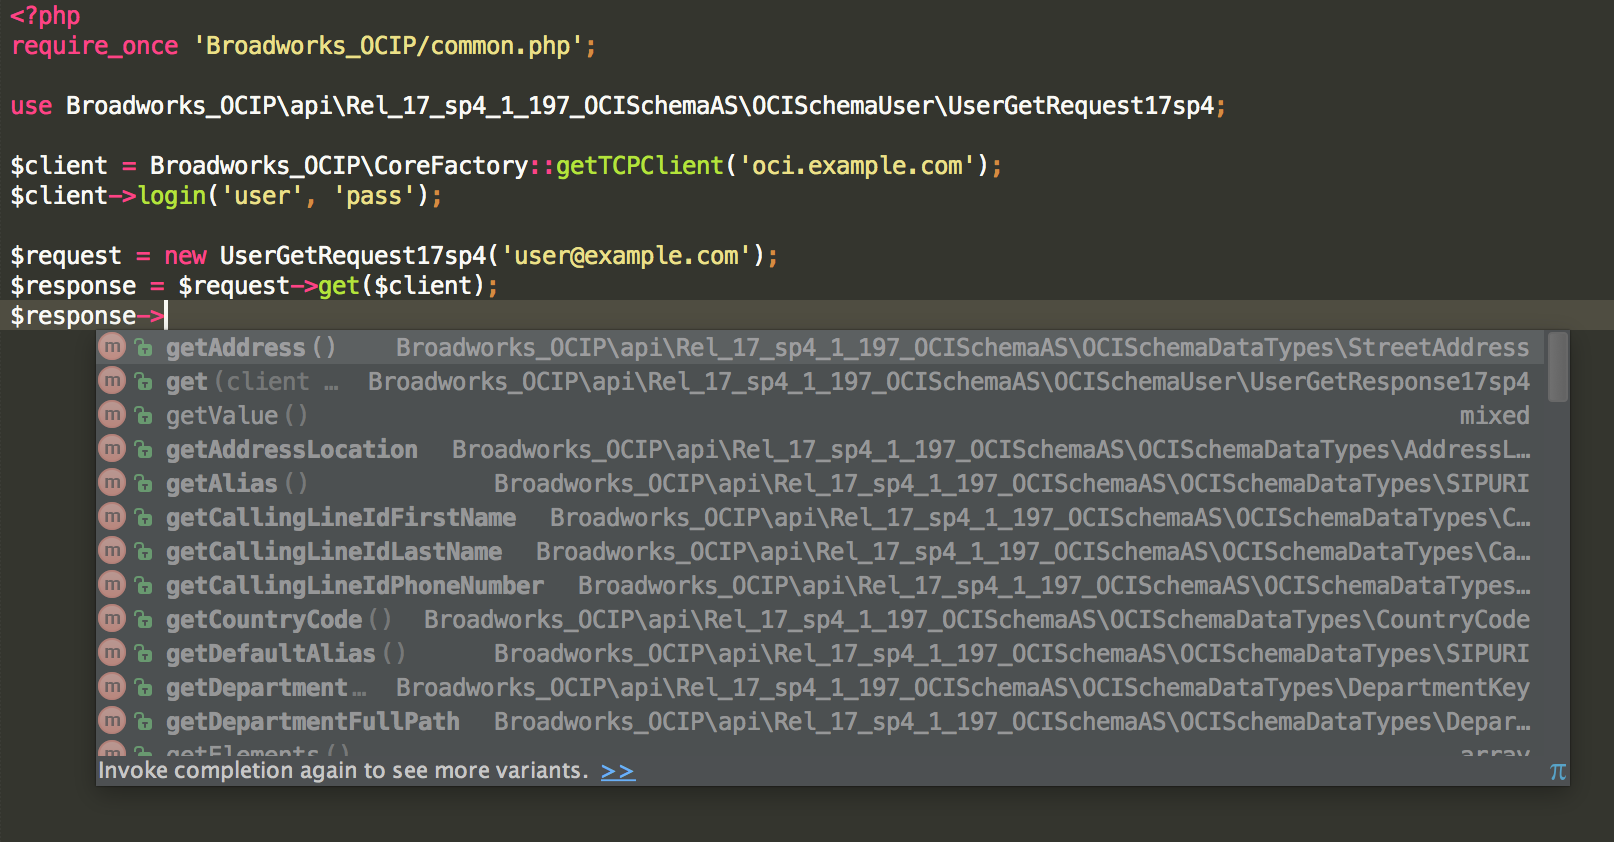 <?php
require_once 'Broadworks_OCIP/common.php';
use Broadworks_OCIP\api\Rel_17_sp4_1_197_OCISchemaAS\OCISchemaUser\UserGetRequest17sp4;
$client = Broadworks_OCIP\CoreFactory::getTCPClient('oci.example.com');
$client->login('user', 'pass');
$request = new UserGetRequest17sp4('user@example.com');
$response = $request->get($client);
$response->
m getAddress() Broadworks_OCIP\api\Rel_17_sp4_1_197_OCISchemaAS\OCISchemaDataTypes\StreetAddress
m get(client … Broadworks_OCIP\api\Rel_17_sp4_1_197_OCISchemaAS\OCISchemaUser\UserGetResponse17sp4
m getValue() mixed
m getAddressLocation Broadworks_OCIP\api\Rel_17_sp4_1_197_OCISchemaAS\OCISchemaDataTypes\AddressL…
m getAlias() Broadworks_OCIP\api\Rel_17_sp4_1_197_OCISchemaAS\OCISchemaDataTypes\SIPURI
m getCallingLineIdFirstName Broadworks_OCIP\api\Rel_17_sp4_1_197_OCISchemaAS\OCISchemaDataTypes\C…
m getCallingLineIdLastName Broadworks_OCIP\api\Rel_17_sp4_1_197_OCISchemaAS\OCISchemaDataTypes\Ca…
m getCallingLineIdPhoneNumber Broadworks_OCIP\api\Rel_17_sp4_1_197_OCISchemaAS\OCISchemaDataTypes…
m getCountryCode() Broadworks_OCIP\api\Rel_17_sp4_1_197_OCISchemaAS\OCISchemaDataTypes\CountryCode
m getDefaultAlias() Broadworks_OCIP\api\Rel_17_sp4_1_197_OCISchemaAS\OCISchemaDataTypes\SIPURI
m getDepartment… Broadworks_OCIP\api\Rel_17_sp4_1_197_OCISchemaAS\OCISchemaDataTypes\DepartmentKey
m getDepartmentFullPath Broadworks_OCIP\api\Rel_17_sp4_1_197_OCISchemaAS\OCISchemaDataTypes\Depar…
m getElements() array
Invoke completion again to see more variants. >> π